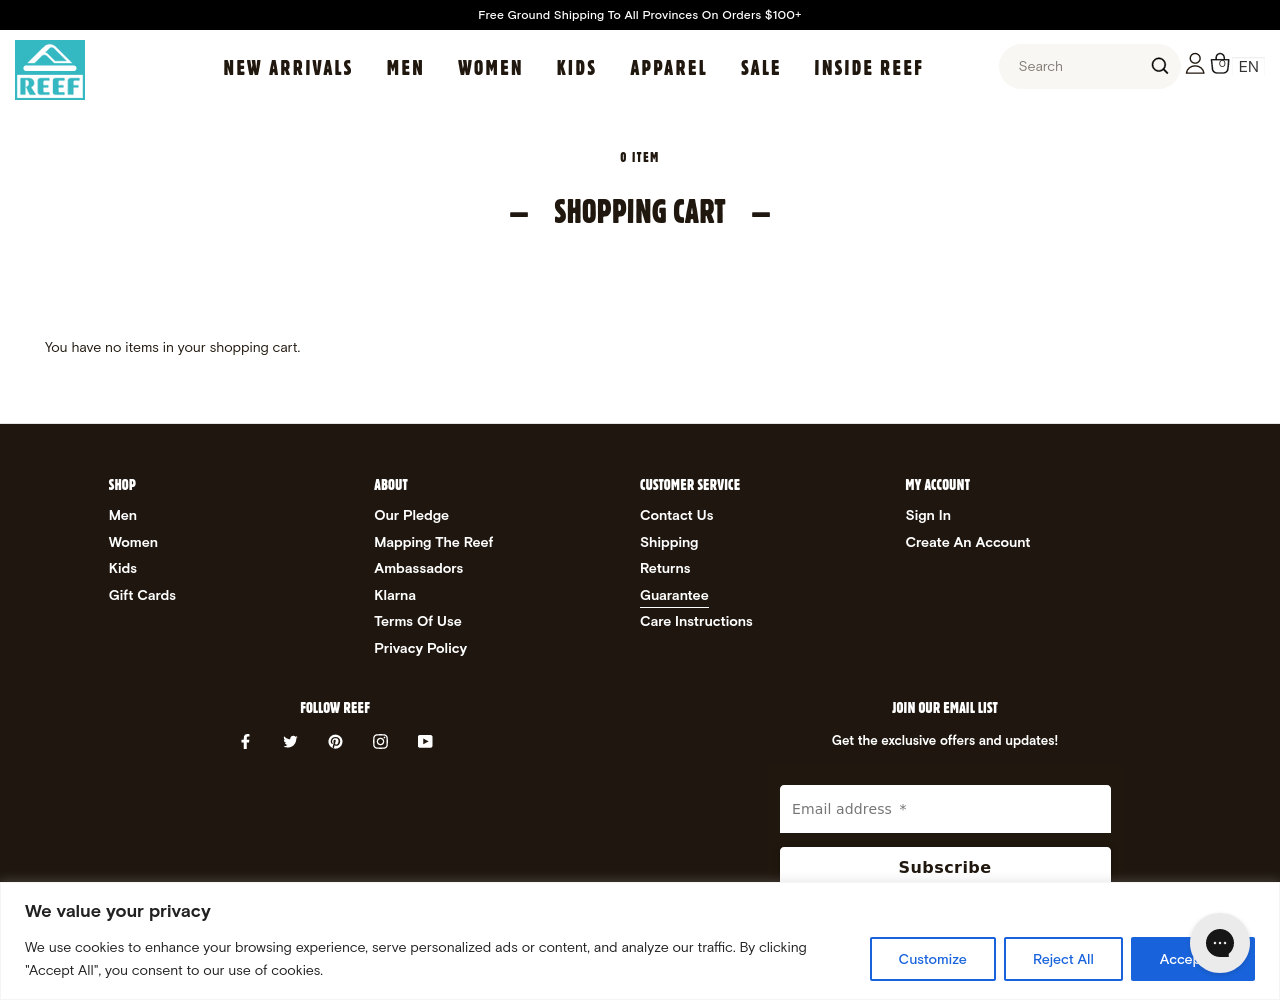 Free Ground Shipping To All Provinces On Orders $100+
REEF
NEW ARRIVALS MEN WOMEN KIDS APPAREL SALE INSIDE REEF
Search
0
EN
0 ITEM
– SHOPPING CART –
You have no items in your shopping cart.
SHOP
Men
Women
Kids
Gift Cards
ABOUT
Our Pledge
Mapping The Reef
Ambassadors
Klarna
Terms Of Use
Privacy Policy
CUSTOMER SERVICE
Contact Us
Shipping
Returns
Guarantee
Care Instructions
MY ACCOUNT
Sign In
Create An Account
FOLLOW REEF
JOIN OUR EMAIL LIST
Get the exclusive offers and updates!
Email address *
Subscribe
We value your privacy
We use cookies to enhance your browsing experience, serve personalized ads or content, and analyze our traffic. By clicking
"Accept All", you consent to our use of cookies.
Customize
Reject All